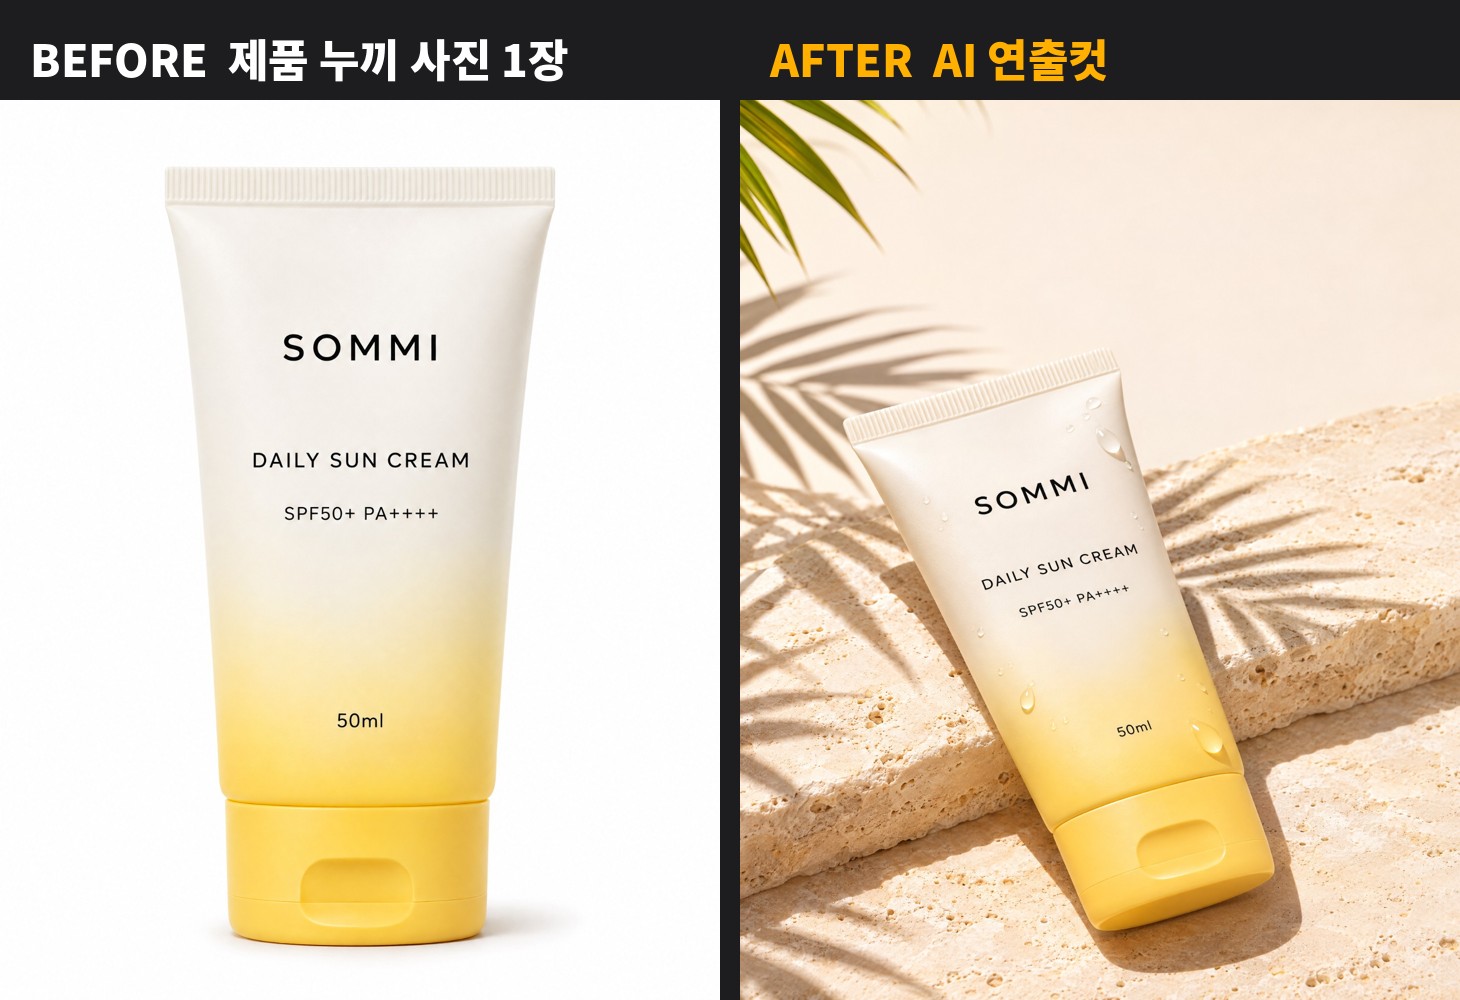 BEFORE 제품 누끼 사진 1장
SOMMI
DAILY SUN CREAM
SPF50+ PA++++
50ml
AFTER AI 연출컷
SOMMI
DAILY SUN CREAM
SPF50+ PA++++
50ml